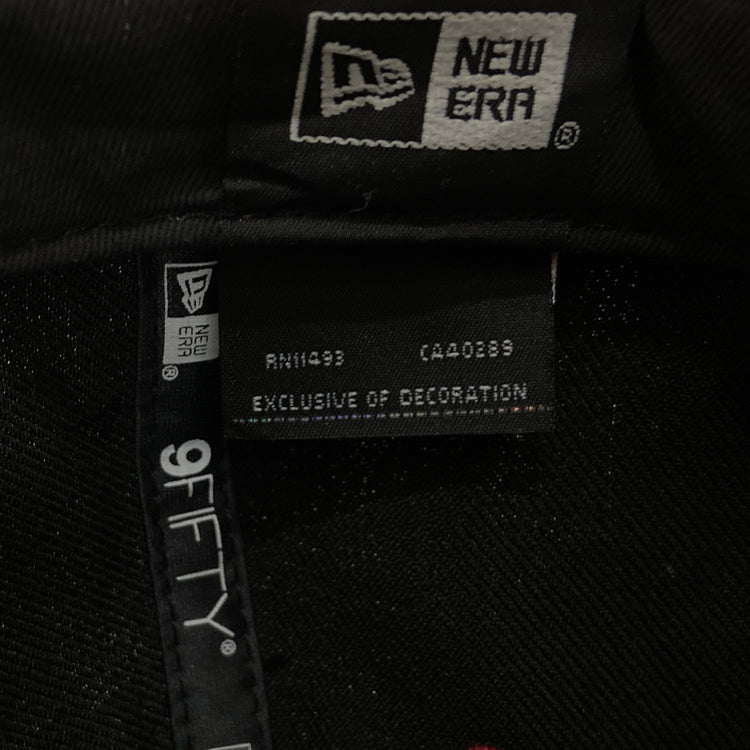 NEW
ERA
®
NEW
ERA
®
RN11493 CA40289
EXCLUSIVE OF DECORATION
9FIFTY®